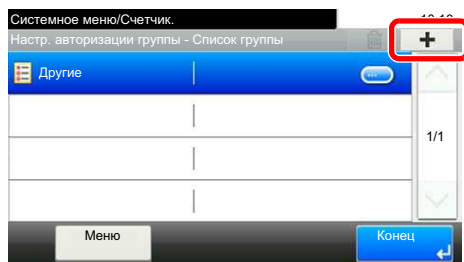 Системное меню/Счетчик.
Настр. авторизации группы - Список группы
+
Другие
1/1
Меню
Конец